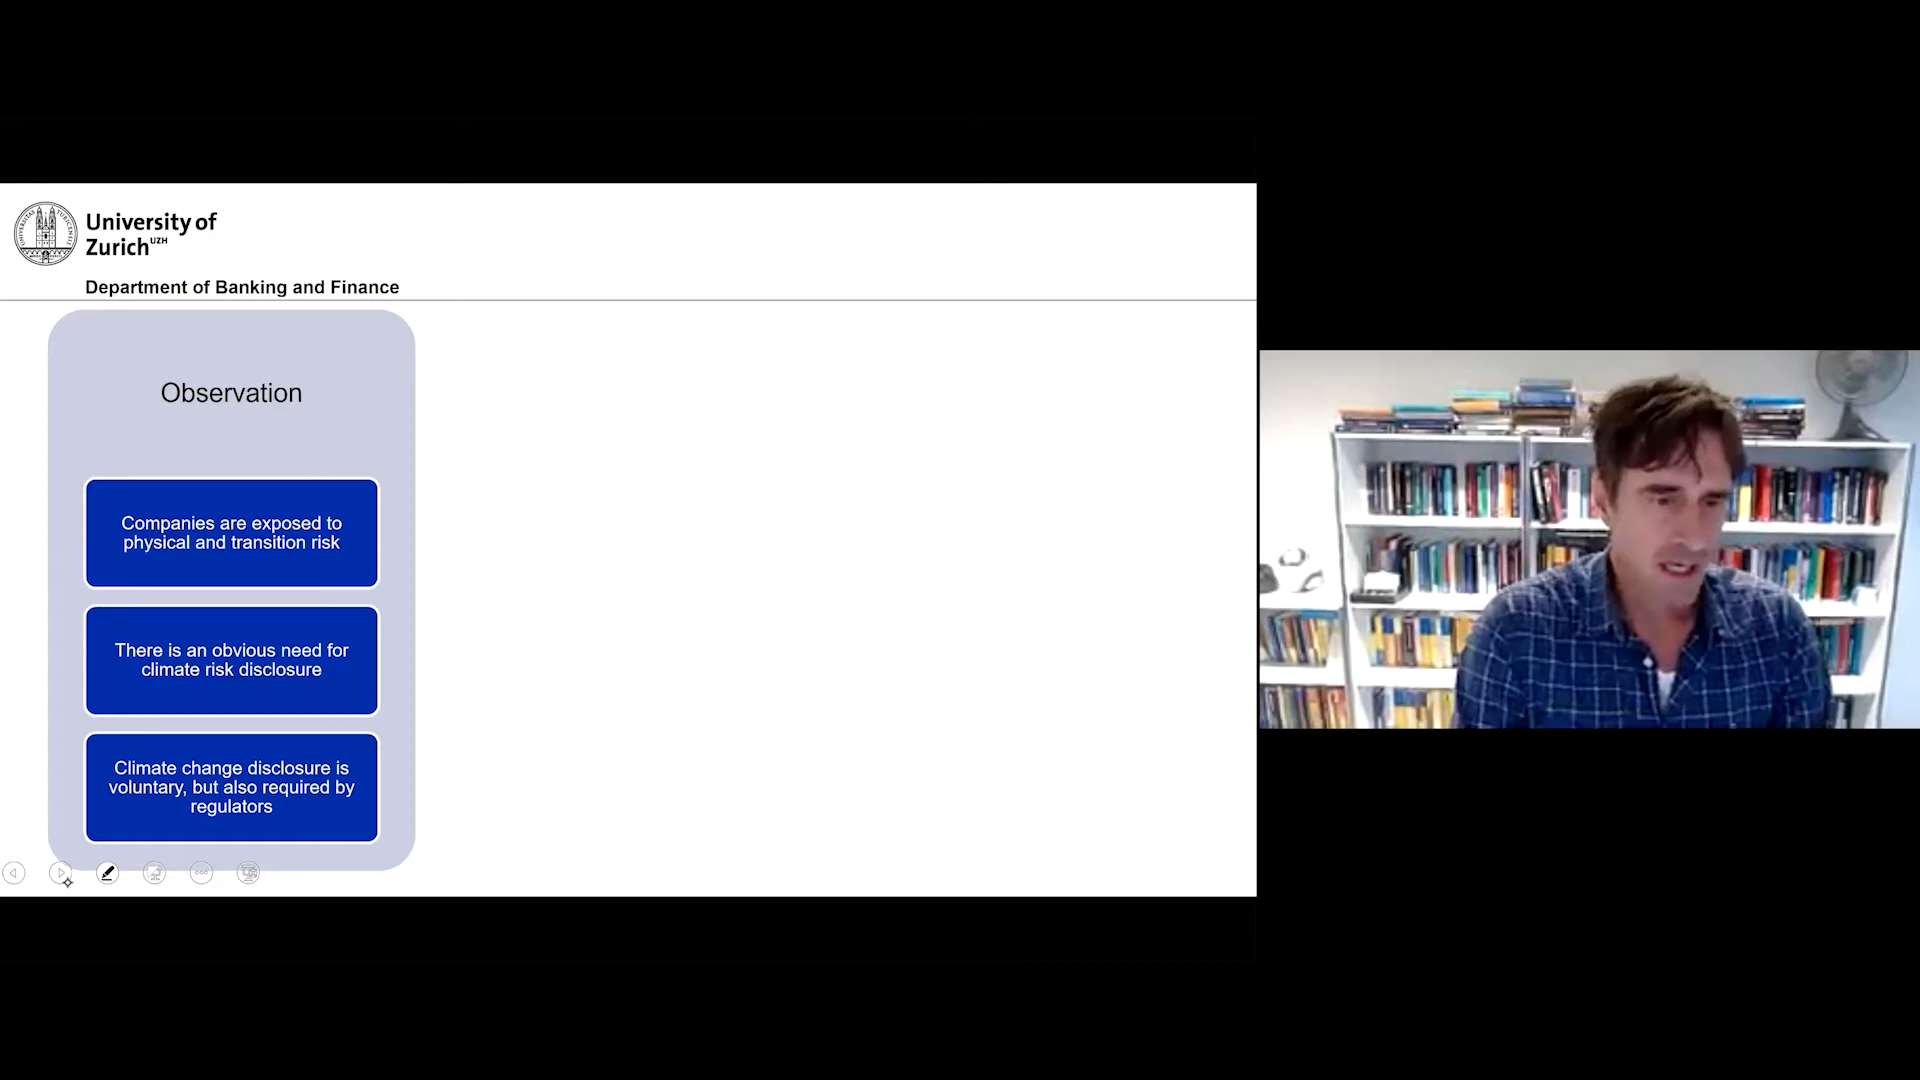 University of
Zurich UZH
Department of Banking and Finance
Observation
Companies are exposed to
physical and transition risk
There is an obvious need for
climate risk disclosure
Climate change disclosure is
voluntary, but also required by
regulators